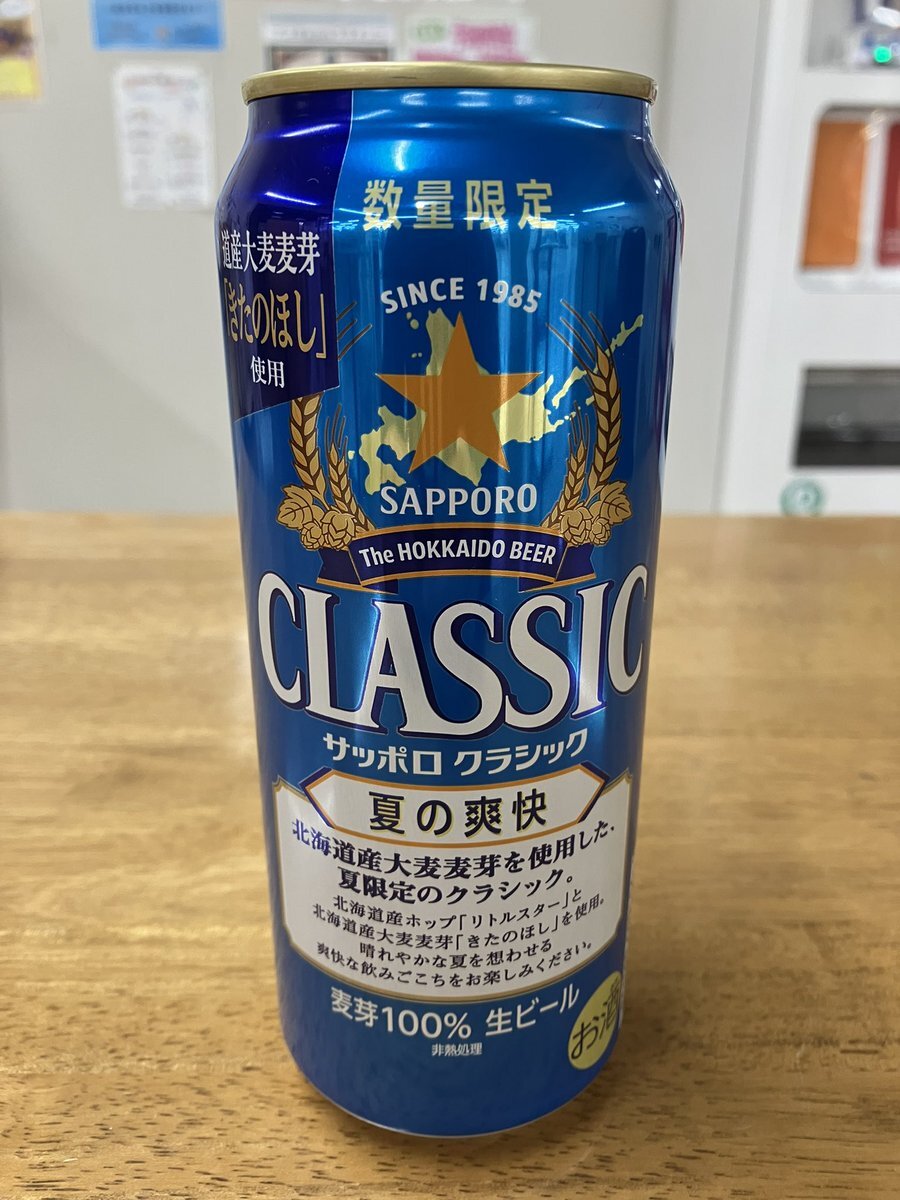 数量限定
道産大麦麦芽
「きたのほし」
使用
SINCE 1985
SAPPORO
The HOKKAIDO BEER
CLASSIC
サッポロ クラシック
夏の爽快
北海道産大麦麦芽を使用した、
夏限定のクラシック。
北海道産ホップ「リトルスター」と
北海道産大麦麦芽「きたのほし」を使用。
晴れやかな夏を想わせる
爽快な飲みごこちをお楽しみください。
麦芽100% 生ビール
非熱処理
お酒